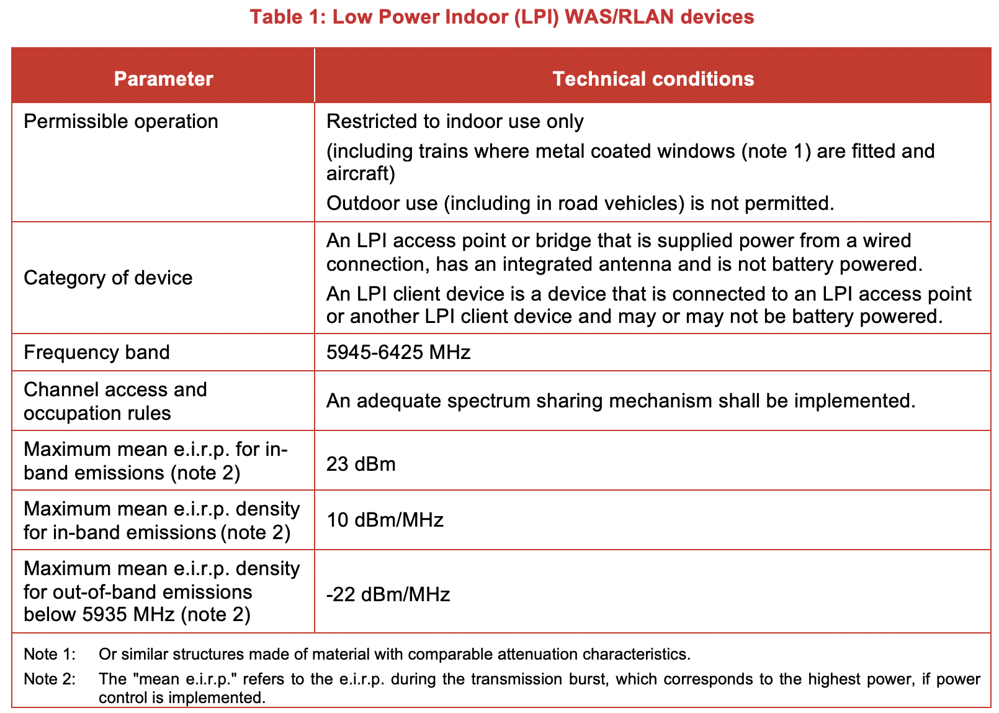 Table 1: Low Power Indoor (LPI) WAS/RLAN devices
Parameter
Technical conditions
Permissible operation
Restricted to indoor use only
(including trains where metal coated windows (note 1) are fitted and
aircraft)
Outdoor use (including in road vehicles) is not permitted.
Category of device
An LPI access point or bridge that is supplied power from a wired
connection, has an integrated antenna and is not battery powered.
An LPI client device is a device that is connected to an LPI access point
or another LPI client device and may or may not be battery powered.
Frequency band
5945-6425 MHz
Channel access and
occupation rules
An adequate spectrum sharing mechanism shall be implemented.
Maximum mean e.i.r.p. for in-
band emissions (note 2)
23 dBm
Maximum mean e.i.r.p. density
for in-band emissions (note 2)
10 dBm/MHz
Maximum mean e.i.r.p. density
for out-of-band emissions
below 5935 MHz (note 2)
-22 dBm/MHz
Note 1: Or similar structures made of material with comparable attenuation characteristics.
Note 2: The "mean e.i.r.p." refers to the e.i.r.p. during the transmission burst, which corresponds to the highest power, if power
control is implemented.